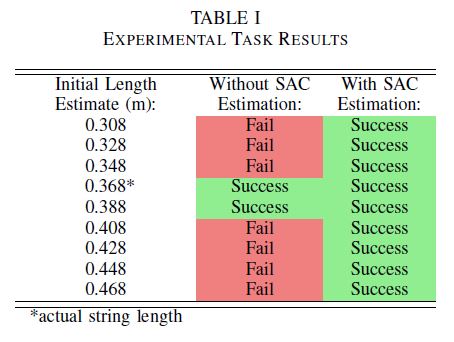 TABLE I
EXPERIMENTAL TASK RESULTS
Initial Length Estimate (m): Without SAC Estimation: With SAC Estimation:
0.308 Fail Success
0.328 Fail Success
0.348 Fail Success
0.368* Success Success
0.388 Success Success
0.408 Fail Success
0.428 Fail Success
0.448 Fail Success
0.468 Fail Success
*actual string length